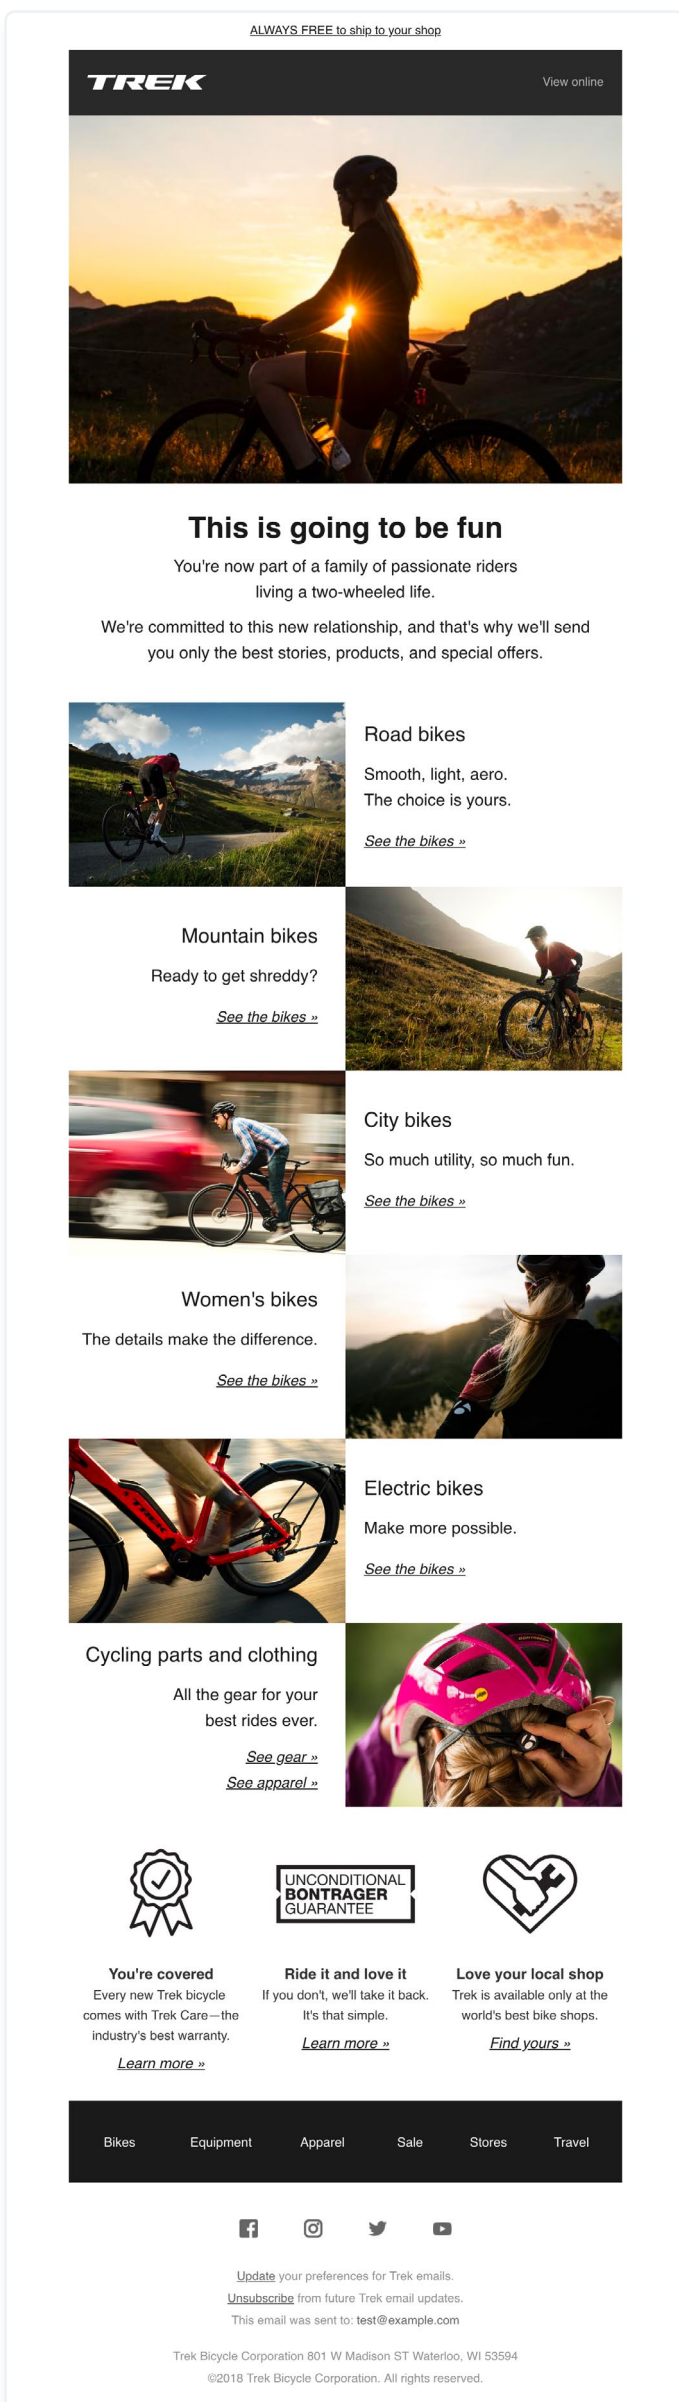 ALWAYS FREE to ship to your shop
TREK
View online
This is going to be fun
You're now part of a family of passionate riders
living a two-wheeled life.
We're committed to this new relationship, and that's why we'll send
you only the best stories, products, and special offers.
Road bikes
Smooth, light, aero.
The choice is yours.
See the bikes »
Mountain bikes
Ready to get shreddy?
See the bikes »
City bikes
So much utility, so much fun.
See the bikes »
Women's bikes
The details make the difference.
See the bikes »
TREK
Electric bikes
Make more possible.
See the bikes »
Cycling parts and clothing
All the gear for your
best rides ever.
See gear »
See apparel »
UNCONDITIONAL
BONTRAGER
GUARANTEE
You're covered
Every new Trek bicycle
comes with Trek Care—the
industry's best warranty.
Learn more »
Ride it and love it
If you don't, we'll take it back.
It's that simple.
Learn more »
Love your local shop
Trek is available only at the
world's best bike shops.
Find yours »
Bikes Equipment Apparel Sale Stores Travel
Update your preferences for Trek emails.
Unsubscribe from future Trek email updates.
This email was sent to: test@example.com
Trek Bicycle Corporation 801 W Madison ST Waterloo, WI 53594
©2018 Trek Bicycle Corporation. All rights reserved.